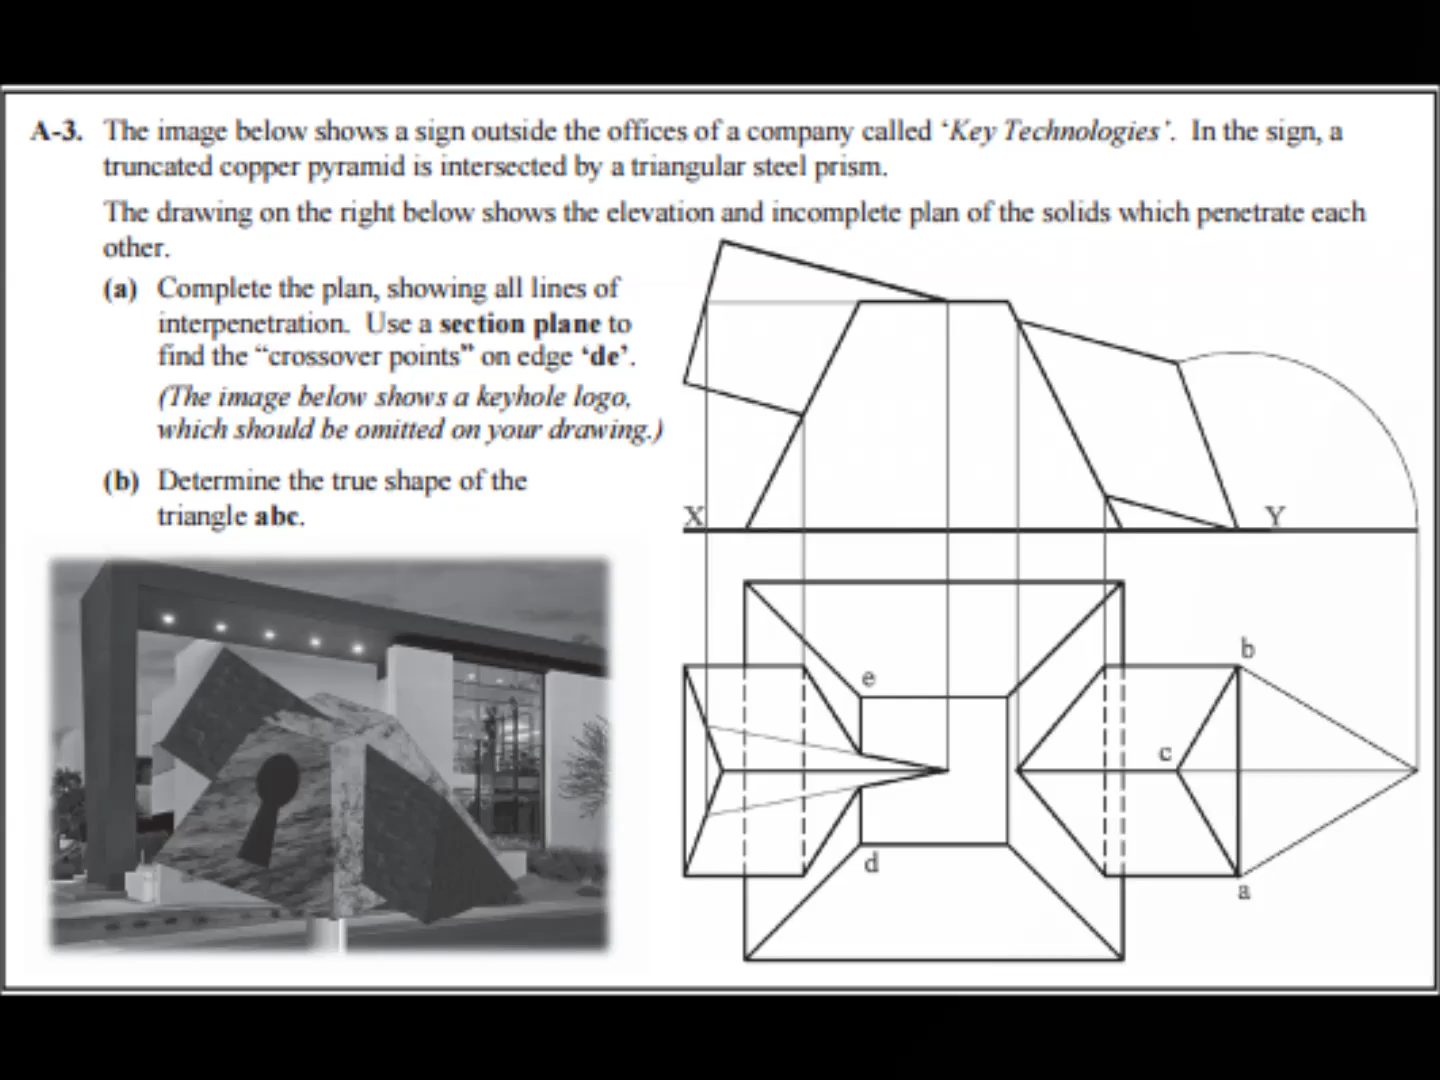 A-3. The image below shows a sign outside the offices of a company called ‘Key Technologies’. In the sign, a
truncated copper pyramid is intersected by a triangular steel prism.
The drawing on the right below shows the elevation and incomplete plan of the solids which penetrate each
other.
(a) Complete the plan, showing all lines of
interpenetration. Use a section plane to
find the “crossover points” on edge ‘de’.
(The image below shows a keyhole logo,
which should be omitted on your drawing.)
(b) Determine the true shape of the
triangle abc.
X
Y
b
e
c
d
a